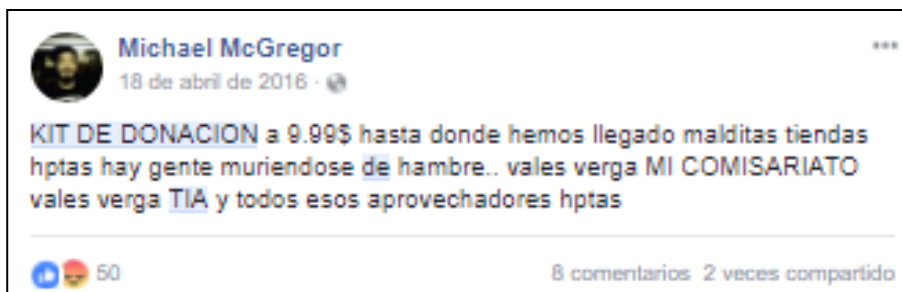 Michael McGregor
18 de abril de 2016 ·
KIT DE DONACION a 9.99$ hasta donde hemos llegado malditas tiendas
hptas hay gente muriendose de hambre.. vales verga MI COMISARIATO
vales verga TIA y todos esos aprovechadores hptas
50
8 comentarios 2 veces compartido